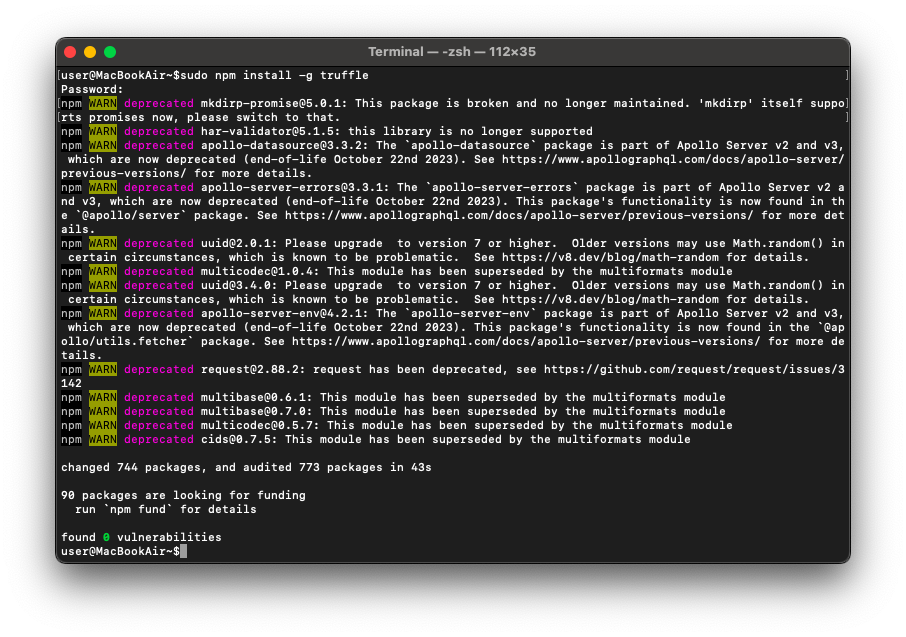 Terminal — -zsh — 112×35
[user@MacBookAir~$sudo npm install -g truffle ]
Password:
[npm WARN deprecated mkdirp-promise@5.0.1: This package is broken and no longer maintained. 'mkdirp' itself suppo]
[rts promises now, please switch to that. ]
npm WARN deprecated har-validator@5.1.5: this library is no longer supported
npm WARN deprecated apollo-datasource@3.3.2: The `apollo-datasource` package is part of Apollo Server v2 and v3,
 which are now deprecated (end-of-life October 22nd 2023). See https://www.apollographql.com/docs/apollo-server/
previous-versions/ for more details.
npm WARN deprecated apollo-server-errors@3.3.1: The `apollo-server-errors` package is part of Apollo Server v2 a
nd v3, which are now deprecated (end-of-life October 22nd 2023). This package's functionality is now found in th
e `@apollo/server` package. See https://www.apollographql.com/docs/apollo-server/previous-versions/ for more det
ails.
npm WARN deprecated uuid@2.0.1: Please upgrade  to version 7 or higher.  Older versions may use Math.random() in
 certain circumstances, which is known to be problematic.  See https://v8.dev/blog/math-random for details.
npm WARN deprecated multicodec@1.0.4: This module has been superseded by the multiformats module
npm WARN deprecated uuid@3.4.0: Please upgrade  to version 7 or higher.  Older versions may use Math.random() in
 certain circumstances, which is known to be problematic.  See https://v8.dev/blog/math-random for details.
npm WARN deprecated apollo-server-env@4.2.1: The `apollo-server-env` package is part of Apollo Server v2 and v3,
 which are now deprecated (end-of-life October 22nd 2023). This package's functionality is now found in the `@ap
ollo/utils.fetcher` package. See https://www.apollographql.com/docs/apollo-server/previous-versions/ for more de
tails.
npm WARN deprecated request@2.88.2: request has been deprecated, see https://github.com/request/request/issues/3
142
npm WARN deprecated multibase@0.6.1: This module has been superseded by the multiformats module
npm WARN deprecated multibase@0.7.0: This module has been superseded by the multiformats module
npm WARN deprecated multicodec@0.5.7: This module has been superseded by the multiformats module
npm WARN deprecated cids@0.7.5: This module has been superseded by the multiformats module
changed 744 packages, and audited 773 packages in 43s
90 packages are looking for funding
  run `npm fund` for details
found 0 vulnerabilities
user@MacBookAir~$